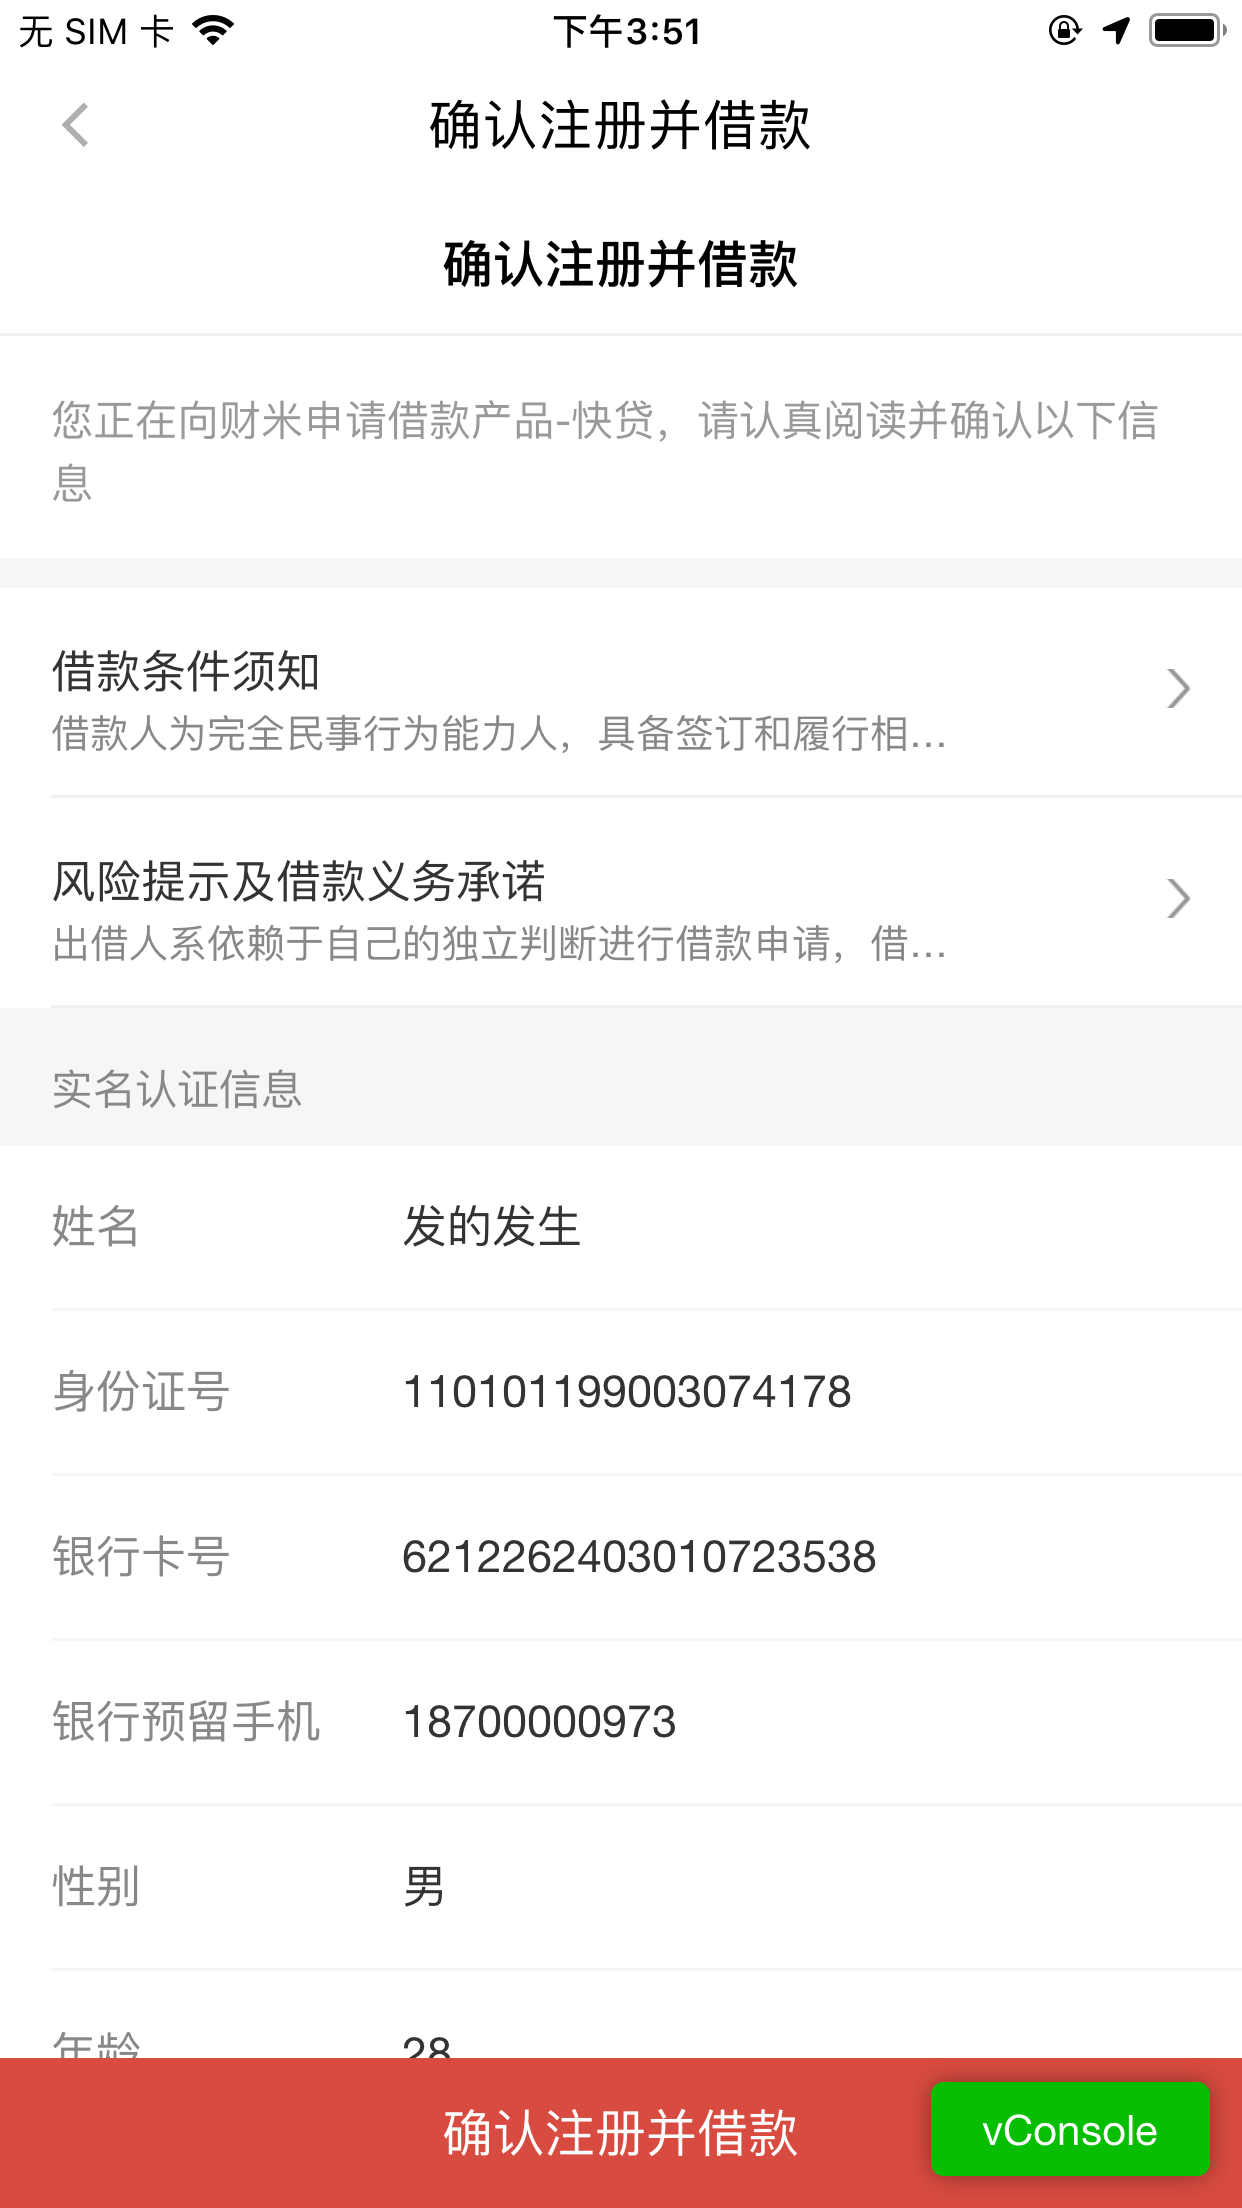 无 SIM 卡
下午3:51
确认注册并借款
确认注册并借款
您正在向财米申请借款产品-快贷，请认真阅读并确认以下信
息
借款条件须知
借款人为完全民事行为能力人，具备签订和履行相...
风险提示及借款义务承诺
出借人系依赖于自己的独立判断进行借款申请，借...
实名认证信息
姓名 发的发生
身份证号 110101199003074178
银行卡号 6212262403010723538
银行预留手机 18700000973
性别 男
年龄 28
确认注册并借款
vConsole